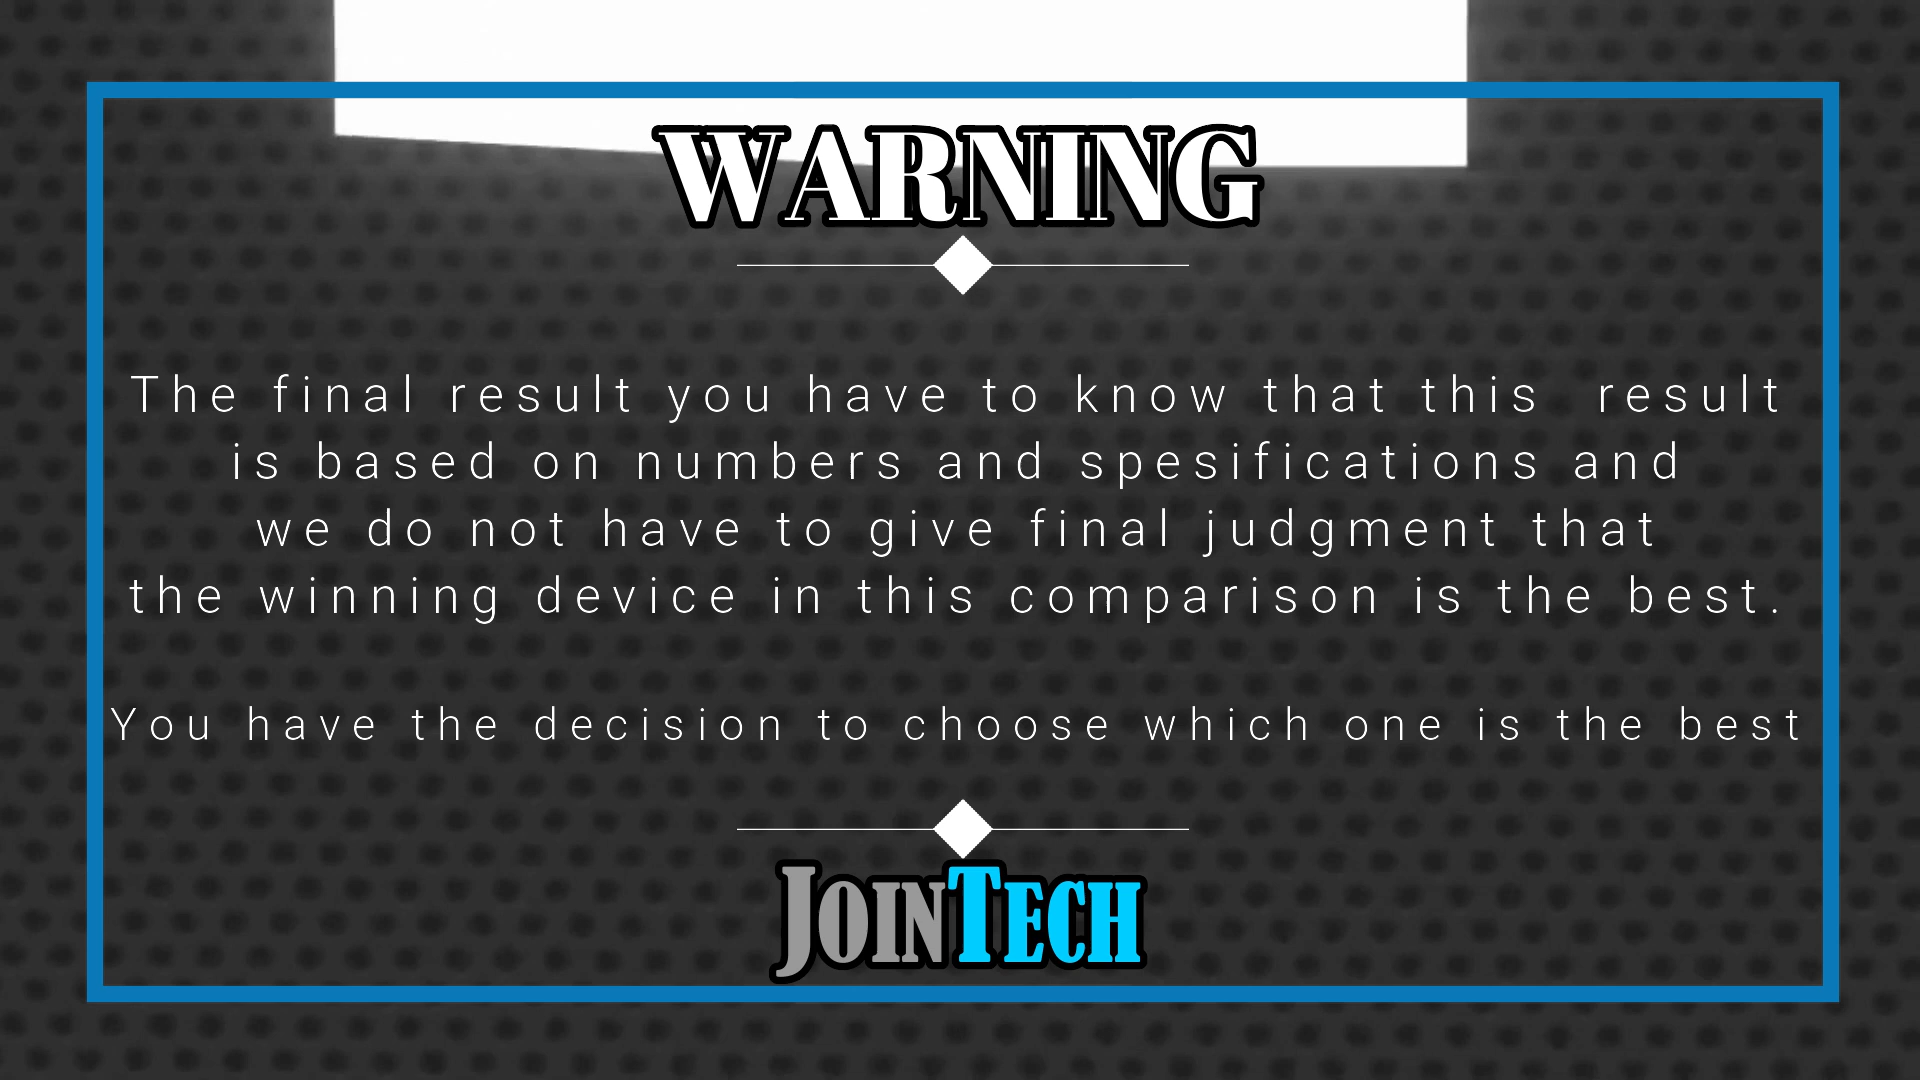 WARNING
The final result you have to know that this result
is based on numbers and spesifications and
we do not have to give final judgment that
the winning device in this comparison is the best.
You have the decision to choose which one is the best
JOINTECH